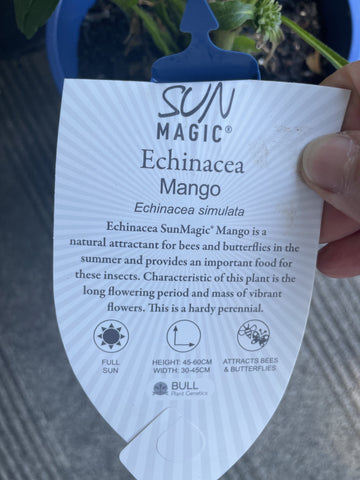 SUN
MAGIC®
Echinacea
Mango
Echinacea simulata
Echinacea SunMagic® Mango is a
natural attractant for bees and butterflies in the
summer and provides an important food for
these insects. Characteristic of this plant is the
long flowering period and mass of vibrant
flowers. This is a hardy perennial.
FULL
SUN
HEIGHT: 45-60CM
WIDTH: 30-45CM
ATTRACTS BEES
& BUTTERFLIES
BULL
Plant Genetics